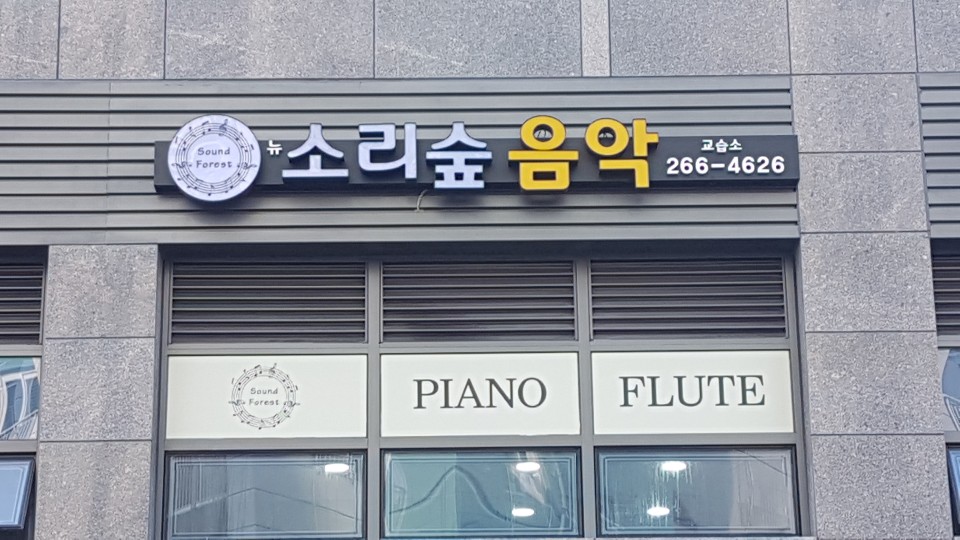 Sound
Forest
뉴 소리숲 음악 교습소
266-4626
Sound
Forest
PIANO
FLUTE